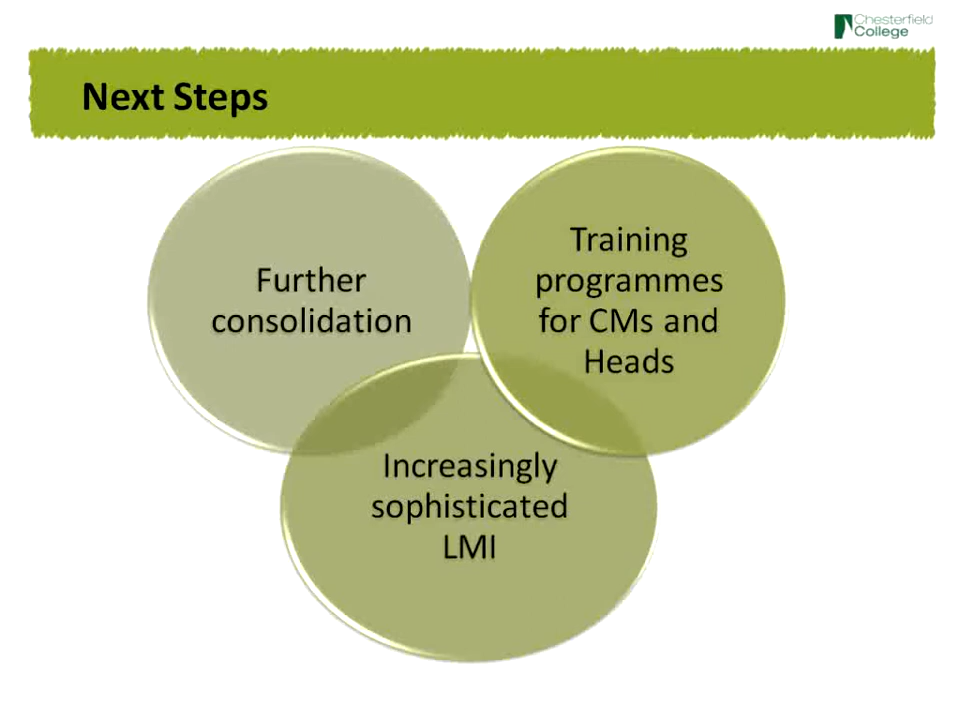 Chesterfield
College
Next Steps
Further
consolidation
Training
programmes
for CMs and
Heads
Increasingly
sophisticated
LMI